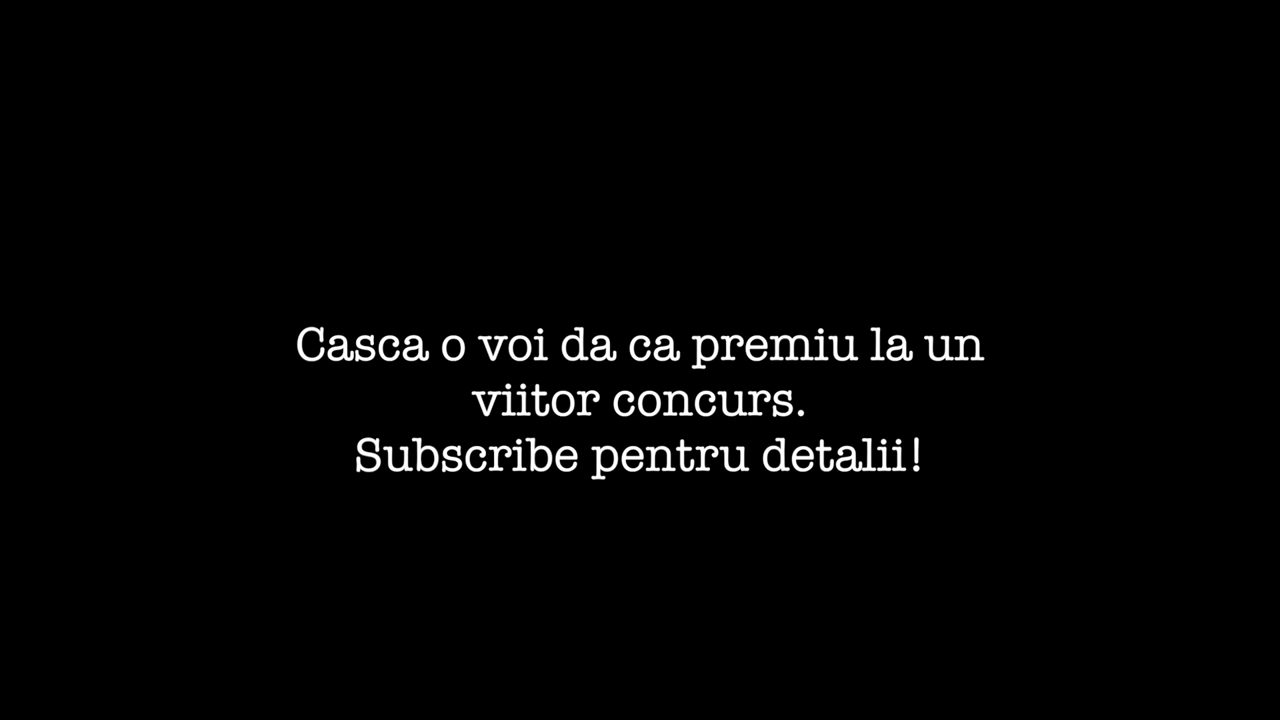 Casca o voi da ca premiu la un
viitor concurs.
Subscribe pentru detalii!